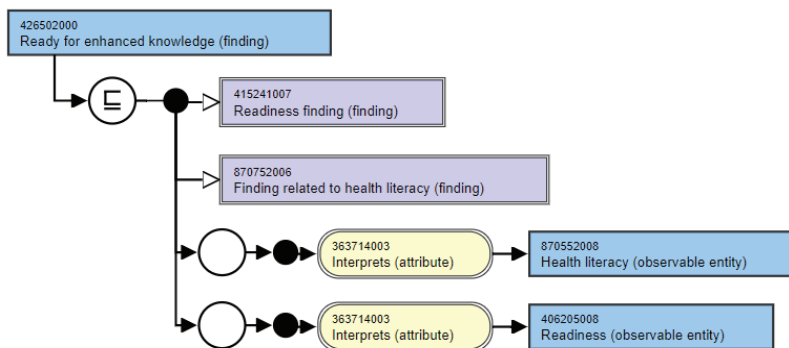 426502000
Ready for enhanced knowledge (finding)
⊑
415241007
Readiness finding (finding)
870752006
Finding related to health literacy (finding)
363714003
Interprets (attribute)
870552008
Health literacy (observable entity)
363714003
Interprets (attribute)
406205008
Readiness (observable entity)